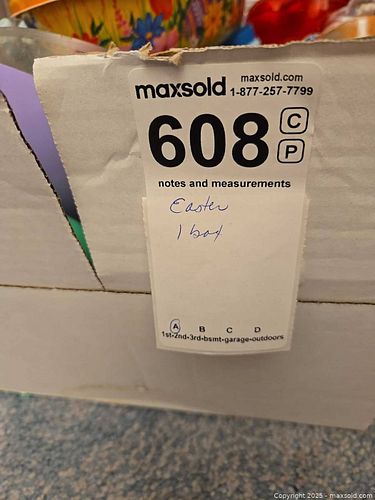 maxsold maxsold.com
1-877-257-7799
608 C
P
notes and measurements
Easter
1 box
A B C D
1st-2nd-3rd-bsmt-garage-outdoors
Copyright 2025 - maxsold.com